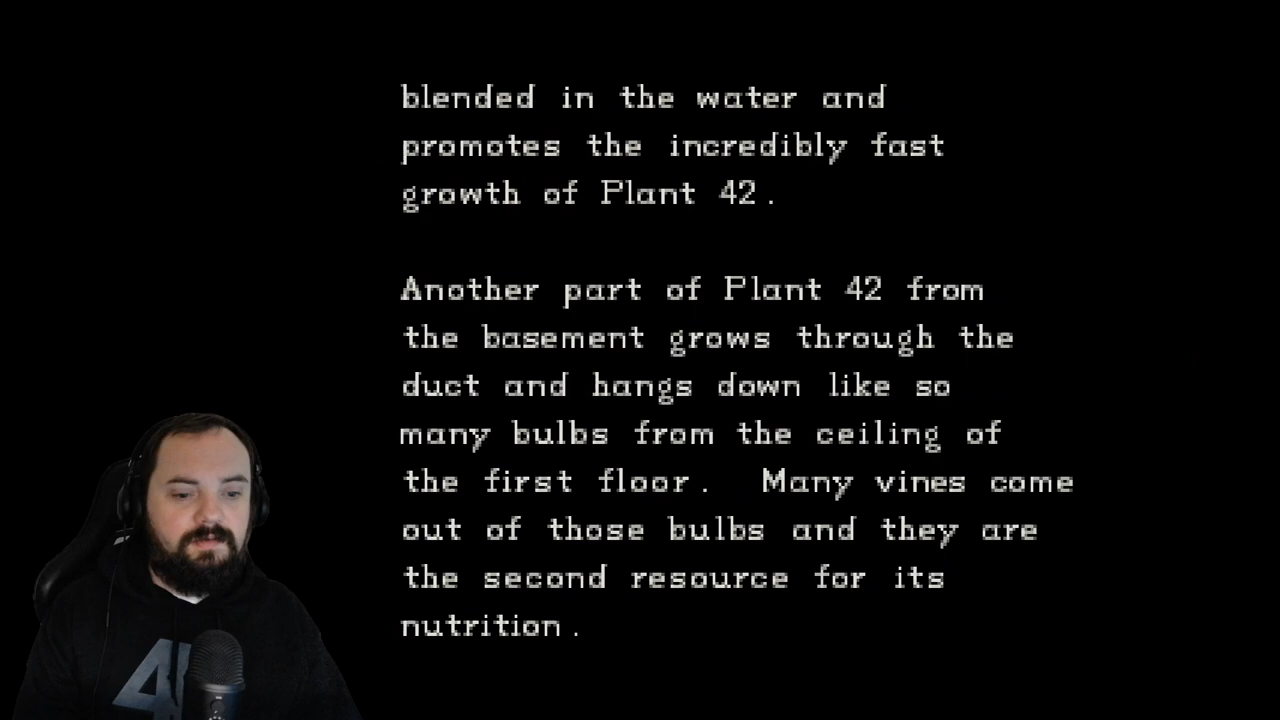 blended in the water and
promotes the incredibly fast
growth of Plant 42.
Another part of Plant 42 from
the basement grows through the
duct and hangs down like so
many bulbs from the ceiling of
the first floor. Many vines come
out of those bulbs and they are
the second resource for its
nutrition.